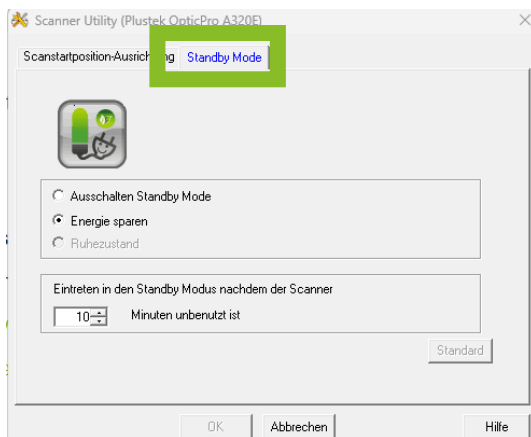 Scanner Utility (Plustek OpticPro A320E)
Scanstartposition-Ausrichtung Standby Mode
Ausschalten Standby Mode
Energie sparen
Ruhezustand
Eintreten in den Standby Modus nachdem der Scanner
10 Minuten unbenutzt ist
Standard
OK Abbrechen Hilfe